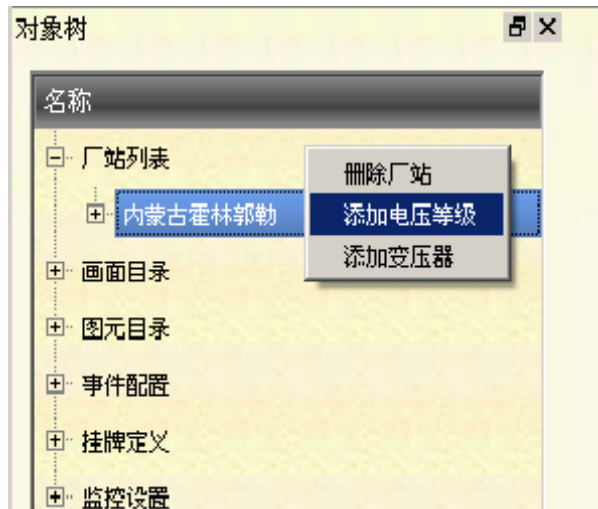 对象树
名称
厂站列表
删除厂站
内蒙古霍林郭勒
添加电压等级
添加变压器
画面目录
图元目录
事件配置
挂牌定义
监控设置